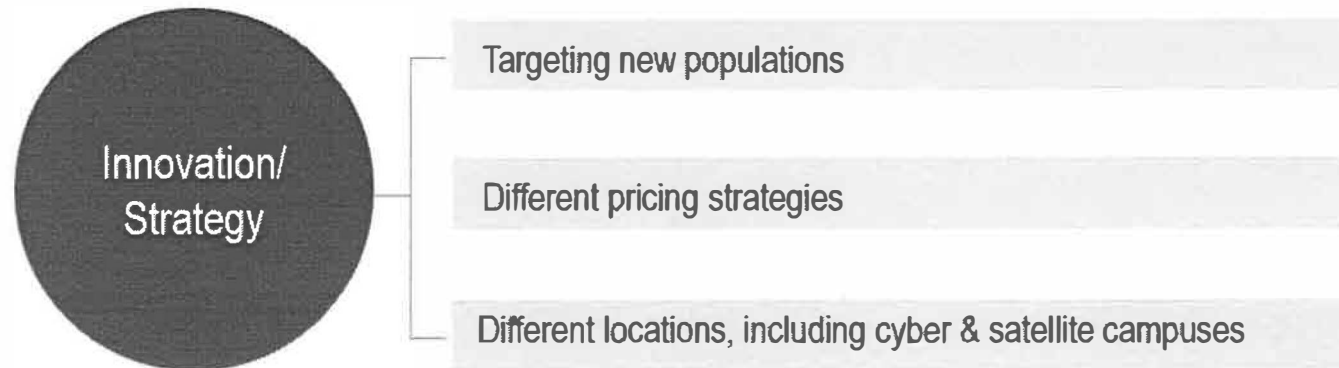 Innovation/
Strategy
Targeting new populations
Different pricing strategies
Different locations, including cyber & satellite campuses